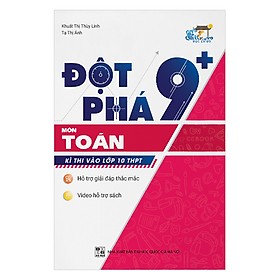 Khuất Thị Thùy Linh
Tạ Thị Ánh
ĐỘT
PHÁ 9+
MÔN
TOÁN
KÌ THI VÀO LỚP 10 THPT
Hỗ trợ giải đáp thắc mắc
Video hỗ trợ sách
NHÀ XUẤT BẢN ĐẠI HỌC QUỐC GIA HÀ NỘI